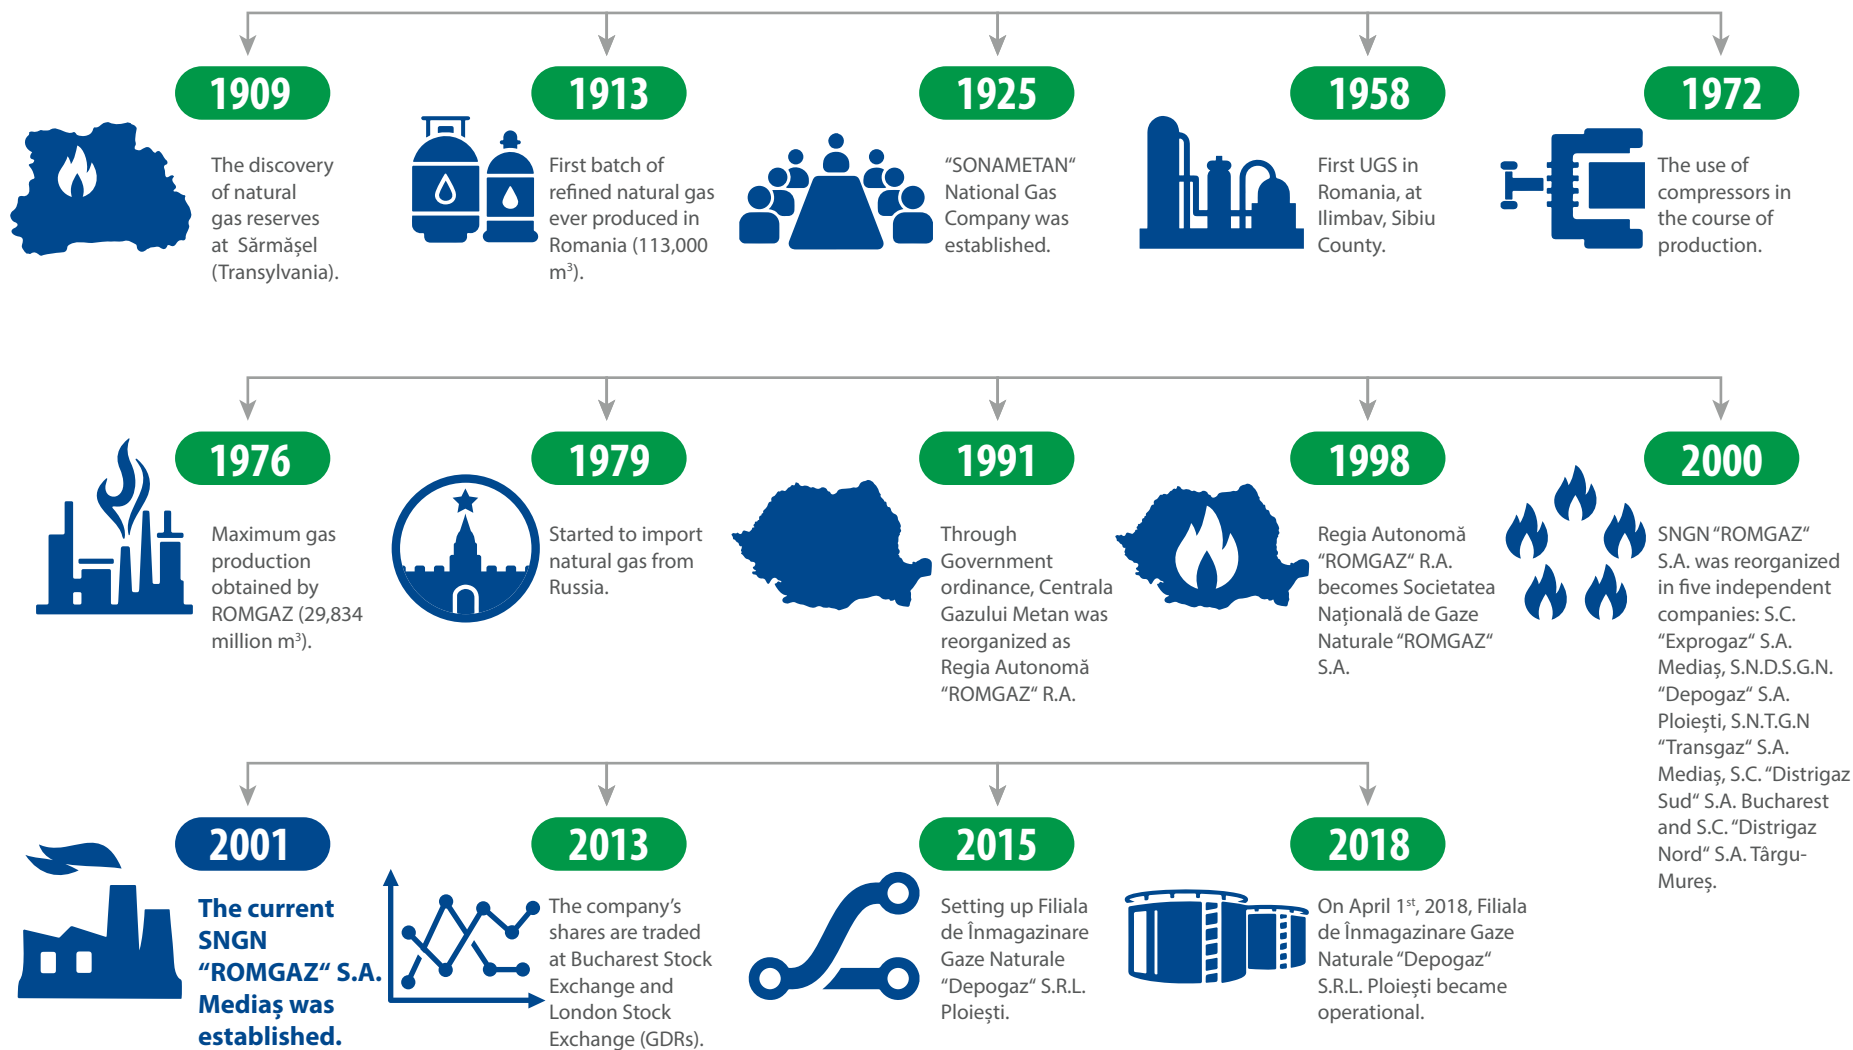 1909
The discovery
of natural
gas reserves
at Sărmășel
(Transylvania).
1913
First batch of
refined natural gas
ever produced in
Romania (113,000
m³).
1925
“SONAMETAN“
National Gas
Company was
established.
1958
First UGS in
Romania, at
Ilimbav, Sibiu
County.
1972
The use of
compressors in
the course of
production.
1976
Maximum gas
production
obtained by
ROMGAZ (29,834
million m³).
1979
Started to import
natural gas from
Russia.
1991
Through
Government
ordinance, Centrala
Gazului Metan was
reorganized as
Regia Autonomă
“ROMGAZ“ R.A.
1998
Regia Autonomă
“ROMGAZ“ R.A.
becomes Societatea
Națională de Gaze
Naturale “ROMGAZ“
S.A.
2000
SNGN “ROMGAZ“
S.A. was reorganized
in five independent
companies: S.C.
“Exprogaz“ S.A.
Mediaș, S.N.D.S.G.N.
“Depogaz“ S.A.
Ploiești, S.N.T.G.N
“Transgaz“ S.A.
Mediaș, S.C. “Distrigaz
Sud“ S.A. Bucharest
and S.C. “Distrigaz
Nord“ S.A. Târgu-
Mureș.
2001
The current
SNGN
“ROMGAZ“ S.A.
Mediaș was
established.
2013
The company’s
shares are traded
at Bucharest Stock
Exchange and
London Stock
Exchange (GDRs).
2015
Setting up Filiala
de Înmagazinare
Gaze Naturale
“Depogaz“ S.R.L.
Ploiești.
2018
On April 1st, 2018, Filiala
de Înmagazinare Gaze
Naturale “Depogaz“
S.R.L. Ploiești became
operational.